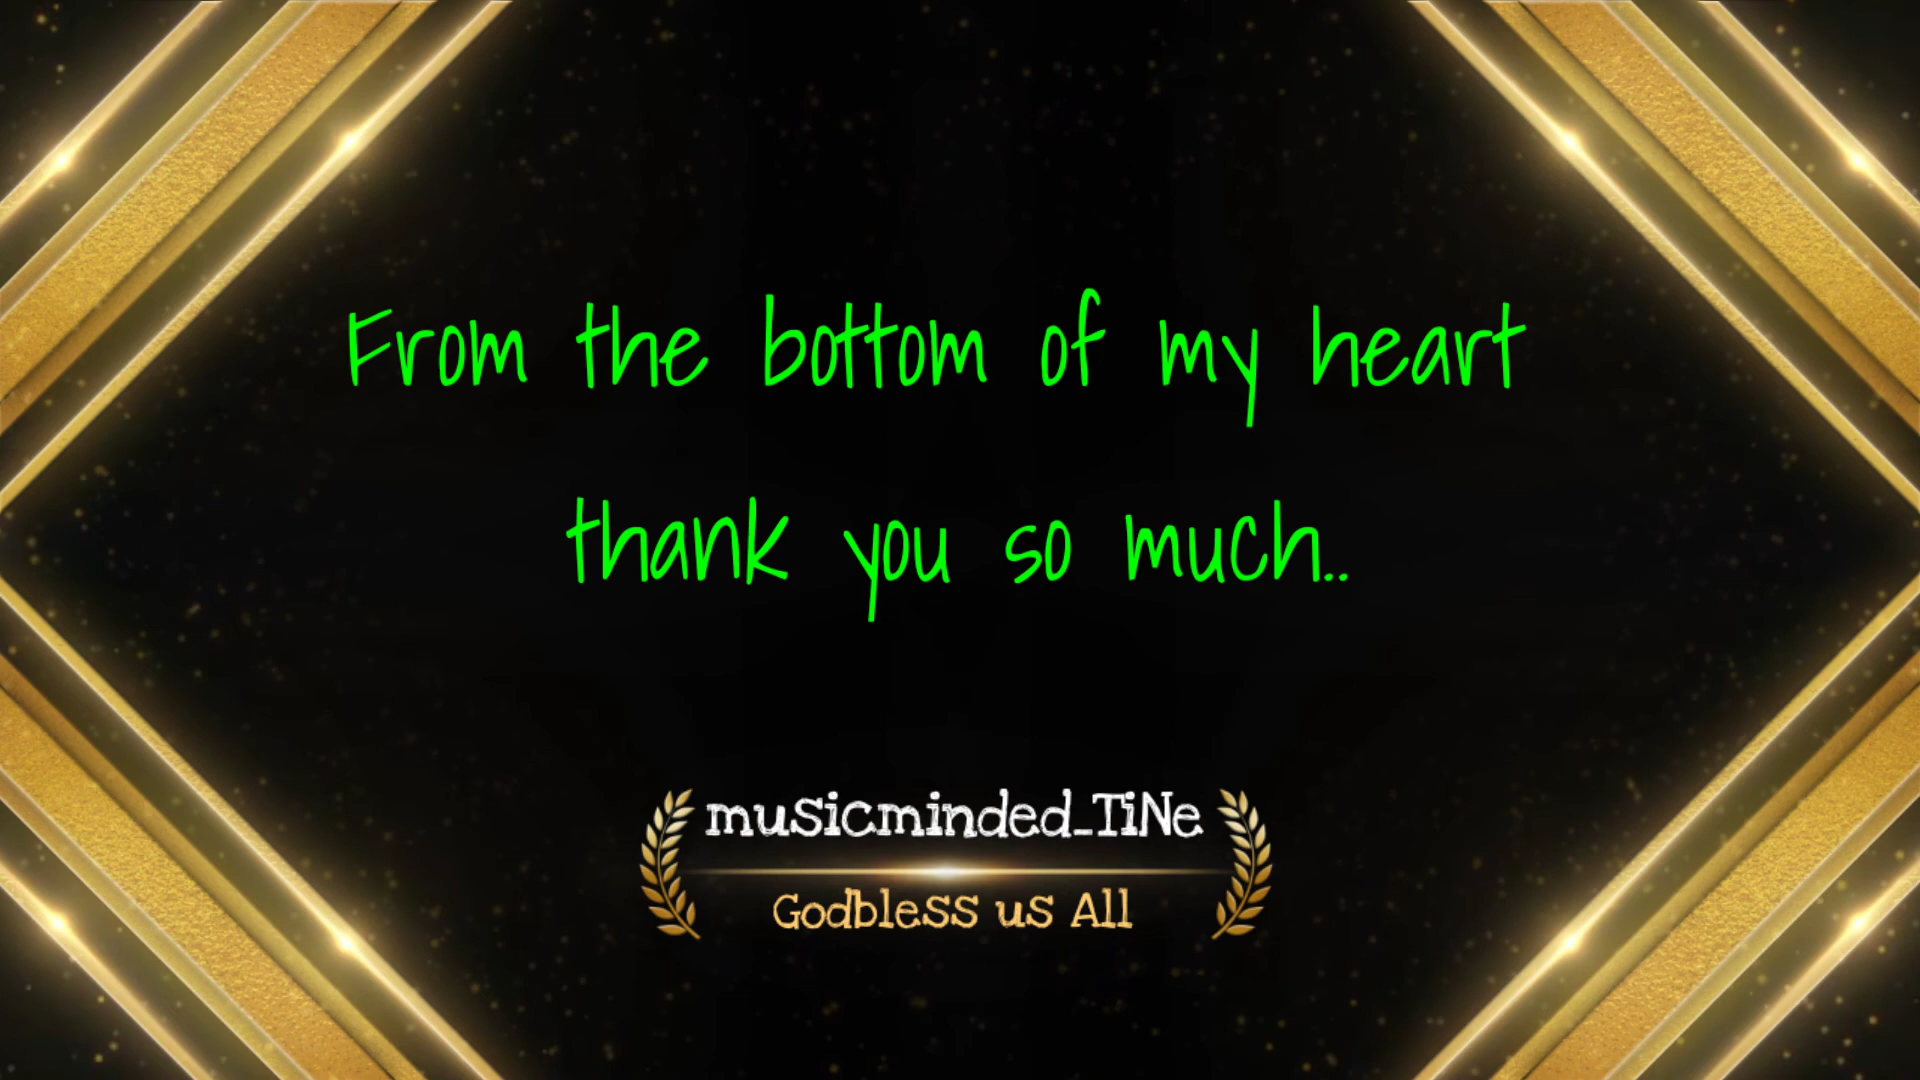 From the bottom of my heart
thank you so much..
musicminded_TiNe
Godbless us All